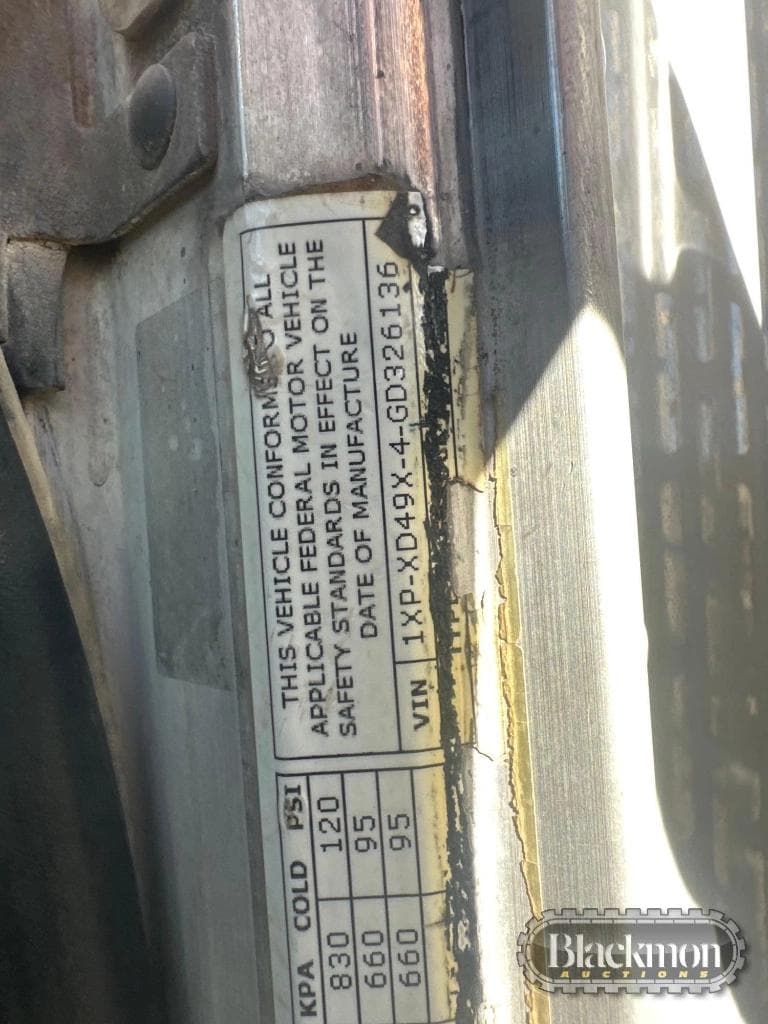 THIS VEHICLE CONFORMS TO ALL
APPLICABLE FEDERAL MOTOR VEHICLE
SAFETY STANDARDS IN EFFECT ON THE
DATE OF MANUFACTURE
VIN 1XP-XD49X-4-GD326136
KPA COLD PSI
830 120
660 95
660 95
Blackmon
AUCTIONS